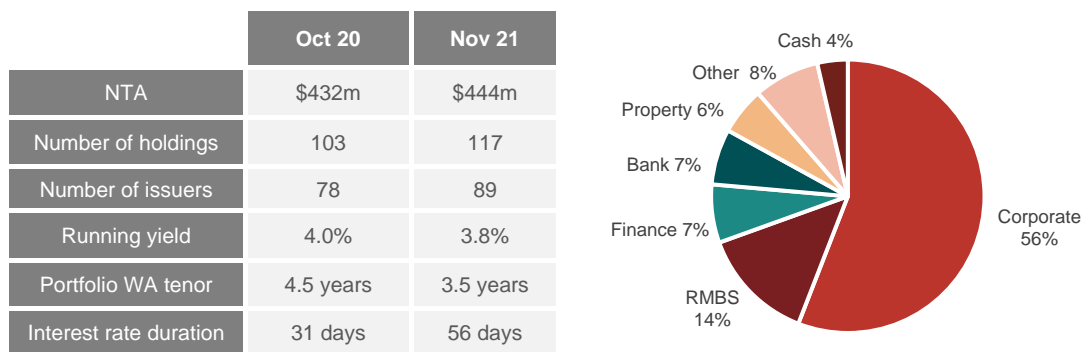 Oct 20 Nov 21
NTA $432m $444m
Number of holdings 103 117
Number of issuers 78 89
Running yield 4.0% 3.8%
Portfolio WA tenor 4.5 years 3.5 years
Interest rate duration 31 days 56 days
Cash 4%
Other 8%
Property 6%
Bank 7%
Finance 7%
RMBS
14%
Corporate
56%